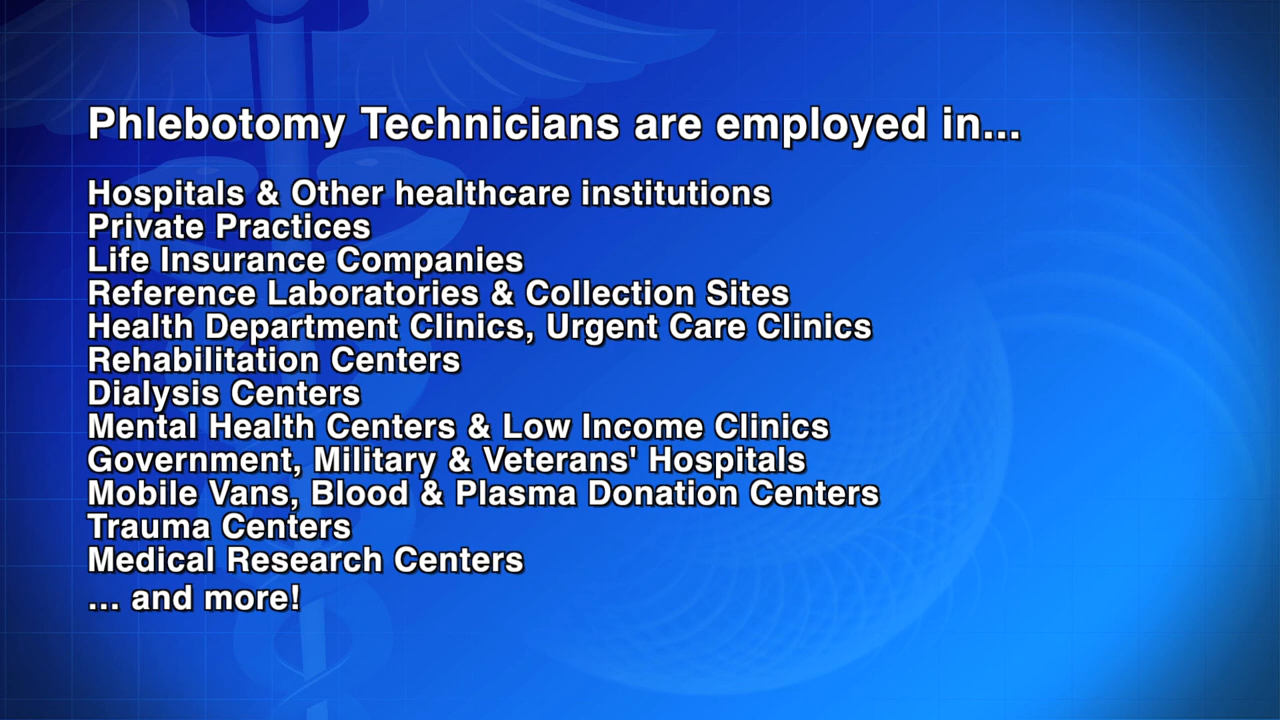 Phlebotomy Technicians are employed in...
Hospitals & Other healthcare institutions
Private Practices
Life Insurance Companies
Reference Laboratories & Collection Sites
Health Department Clinics, Urgent Care Clinics
Rehabilitation Centers
Dialysis Centers
Mental Health Centers & Low Income Clinics
Government, Military & Veterans' Hospitals
Mobile Vans, Blood & Plasma Donation Centers
Trauma Centers
Medical Research Centers
... and more!